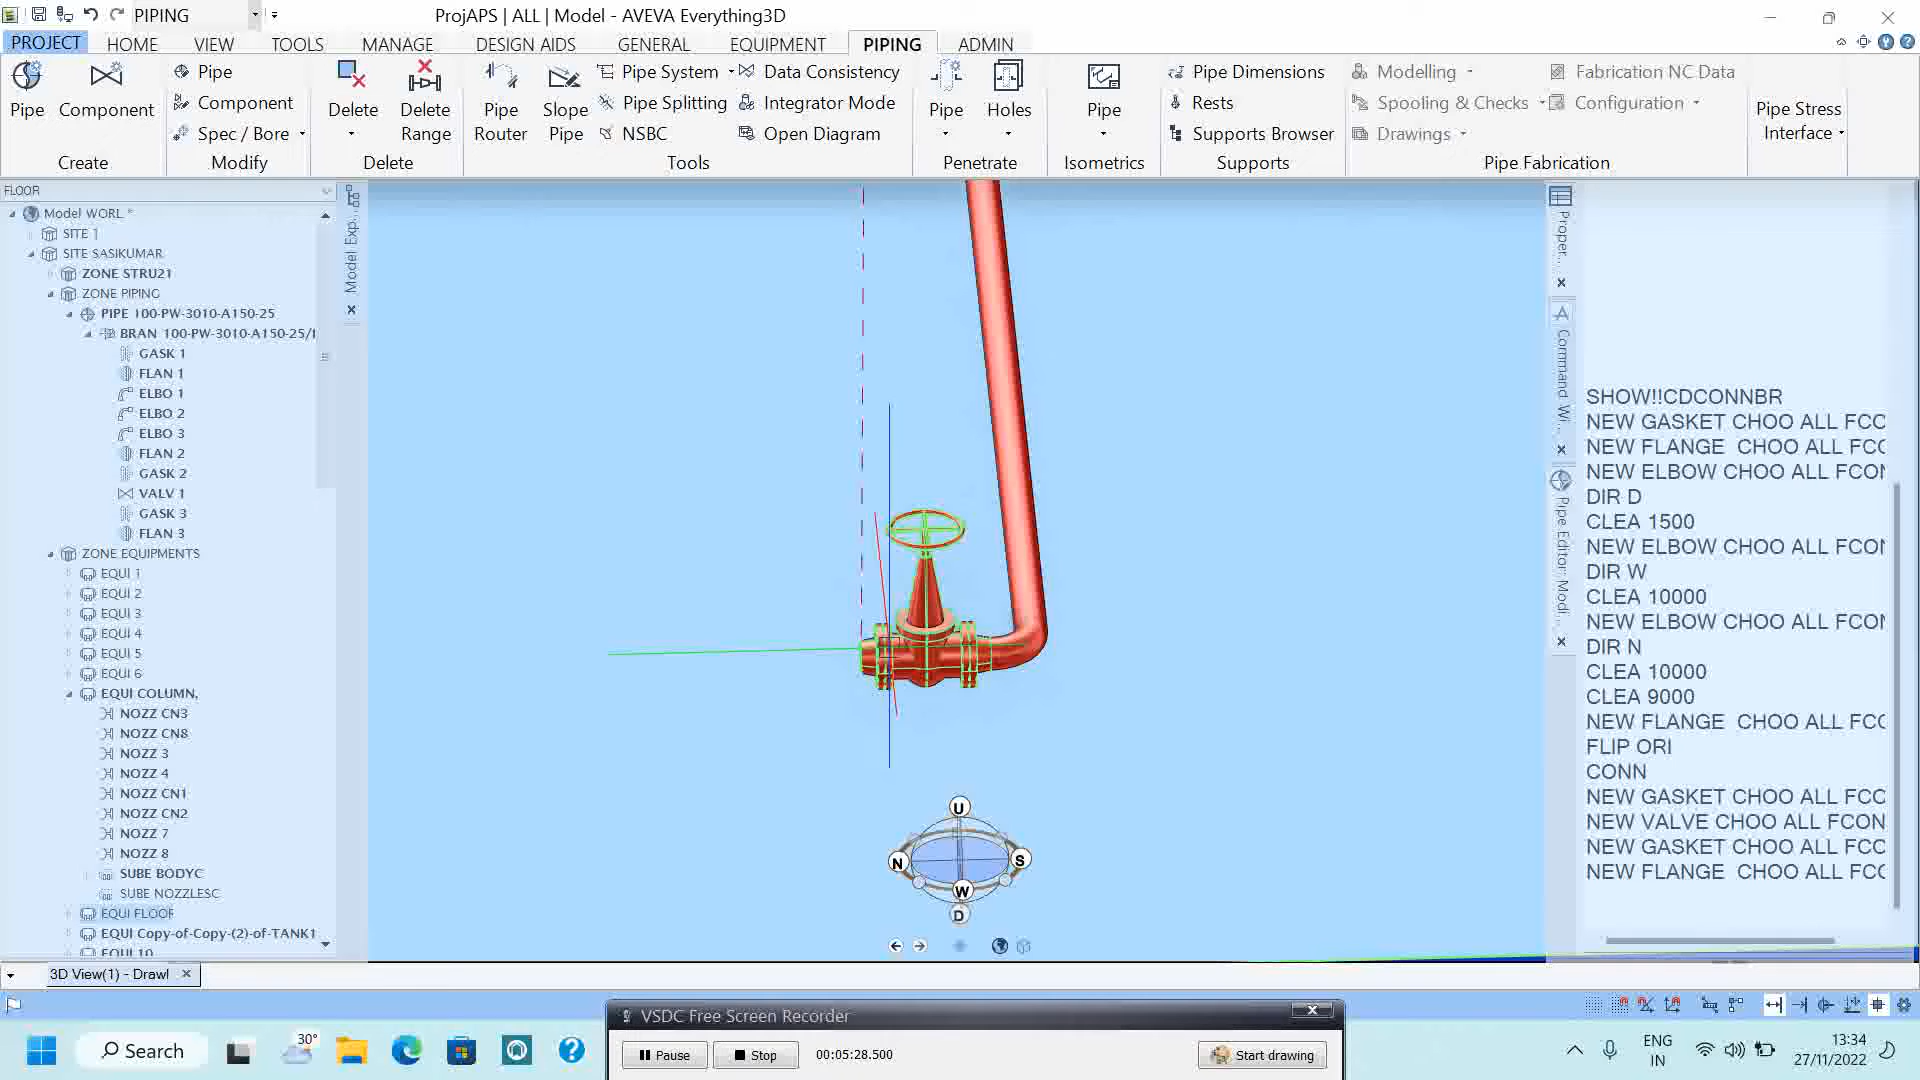 PIPING
ProjAPS | ALL | Model - AVEVA Everything3D
PROJECT HOME VIEW TOOLS MANAGE DESIGN AIDS GENERAL EQUIPMENT PIPING ADMIN
Pipe
Component
Create
Pipe
Component
Spec / Bore
Modify
Delete
Delete Range
Delete
Pipe Router
Slope Pipe
Pipe System
Pipe Splitting
NSBC
Data Consistency
Integrator Mode
Open Diagram
Tools
Pipe
Holes
Penetrate
Pipe
Isometrics
Pipe Dimensions
Rests
Supports Browser
Supports
Modelling
Spooling & Checks
Drawings
Fabrication NC Data
Configuration
Pipe Fabrication
Pipe Stress
Interface
FLOOR
Model WORL *
SITE 1
SITE SASIKUMAR
ZONE STRU21
ZONE PIPING
PIPE 100-PW-3010-A150-25
BRAN 100-PW-3010-A150-25/
GASK 1
FLAN 1
ELBO 1
ELBO 2
ELBO 3
FLAN 2
GASK 2
VALV 1
GASK 3
FLAN 3
ZONE EQUIPMENTS
EQUI 1
EQUI 2
EQUI 3
EQUI 4
EQUI 5
EQUI 6
EQUI COLUMN,
NOZZ CN3
NOZZ CN8
NOZZ 3
NOZZ 4
NOZZ CN1
NOZZ CN2
NOZZ 7
NOZZ 8
SUBE BODYC
SUBE NOZZLESC
EQUI FLOOR
EQUI Copy-of-Copy-(2)-of-TANK1
EQUI 10
Model Exp...
U
N
S
W
D
Proper...
Command Wi...
Pipe Editor: Modi...
SHOW!!CDCONNBR
NEW GASKET CHOO ALL FCO
NEW FLANGE CHOO ALL FCO
NEW ELBOW CHOO ALL FCON
DIR D
CLEA 1500
NEW ELBOW CHOO ALL FCON
DIR W
CLEA 10000
NEW ELBOW CHOO ALL FCON
DIR N
CLEA 10000
CLEA 9000
NEW FLANGE CHOO ALL FCO
FLIP ORI
CONN
NEW GASKET CHOO ALL FCO
NEW VALVE CHOO ALL FCON
NEW GASKET CHOO ALL FCO
NEW FLANGE CHOO ALL FCO
3D View(1) - Drawl
VSDC Free Screen Recorder
Pause
Stop
00:05:28.500
Start drawing
Search
30°
ENG
IN
13:34
27/11/2022